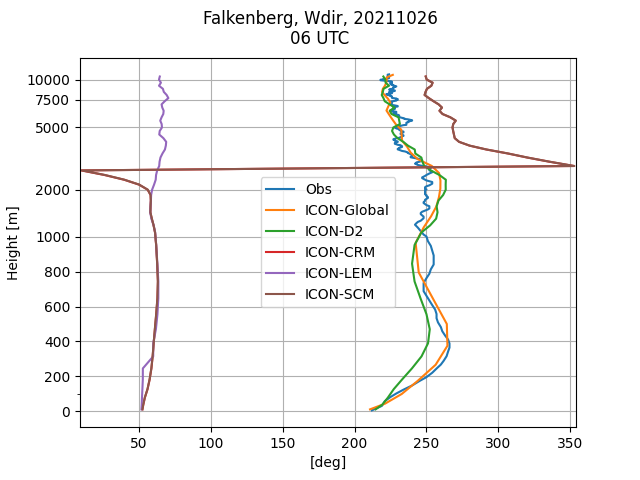 Falkenberg, Wdir, 20211026
06 UTC
Height [m]
10000
7500
5000
2000
1000
800
600
400
200
0
Obs
ICON-Global
ICON-D2
ICON-CRM
ICON-LEM
ICON-SCM
50 100 150 200 250 300 350
[deg]